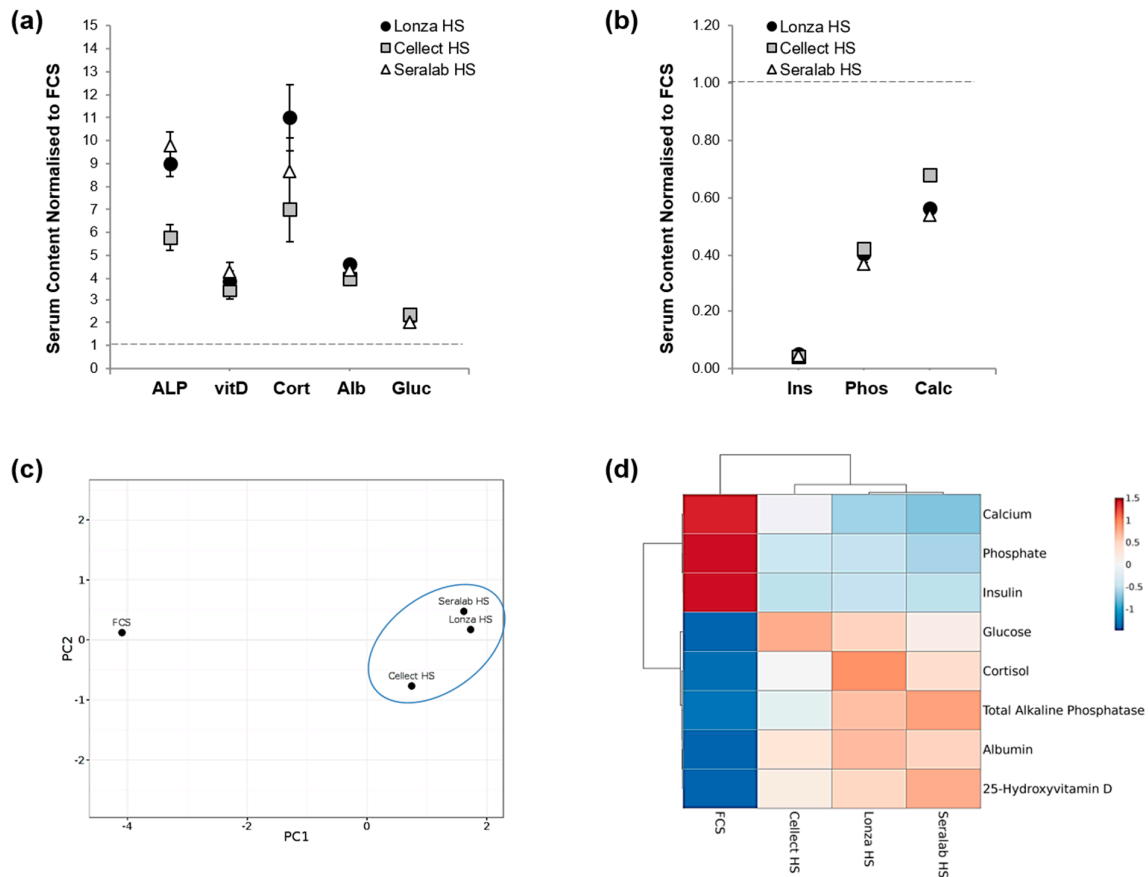 (a)
Serum Content Normalised to FCS
15
14
13
12
11
10
9
8
7
6
5
4
3
2
1
0
Lonza HS
Cellect HS
Seralab HS
ALP vitD Cort Alb Gluc
(b)
Serum Content Normalised to FCS
1.20
1.00
0.80
0.60
0.40
0.20
0.00
Lonza HS
Cellect HS
Seralab HS
Ins Phos Calc
(c)
PC2
2
1
0
-1
-2
FCS
Seralab HS
Lonza HS
Cellect HS
-4 -2 0 2
PC1
(d)
Calcium
Phosphate
Insulin
Glucose
Cortisol
Total Alkaline Phosphatase
Albumin
25-Hydroxyvitamin D
FCS
Cellect HS
Lonza HS
Seralab HS
1.5
1
0.5
0
-0.5
-1